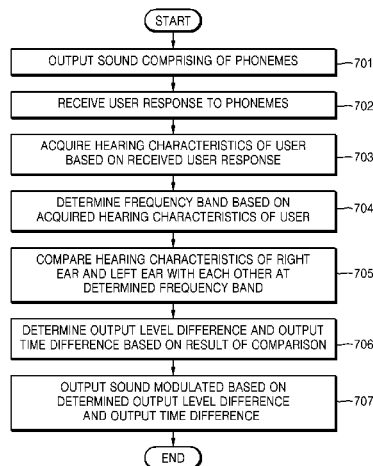 START
OUTPUT SOUND COMPRISING OF PHONEMES
701
RECEIVE USER RESPONSE TO PHONEMES
702
ACQUIRE HEARING CHARACTERISTICS OF USER
BASED ON RECEIVED USER RESPONSE
703
DETERMINE FREQUENCY BAND BASED ON
ACQUIRED HEARING CHARACTERISTICS OF USER
704
COMPARE HEARING CHARACTERISTICS OF RIGHT
EAR AND LEFT EAR WITH EACH OTHER AT
DETERMINED FREQUENCY BAND
705
DETERMINE OUTPUT LEVEL DIFFERENCE AND OUTPUT
TIME DIFFERENCE BASED ON RESULT OF COMPARISON
706
OUTPUT SOUND MODULATED BASED ON
DETERMINED OUTPUT LEVEL DIFFERENCE
AND OUTPUT TIME DIFFERENCE
707
END